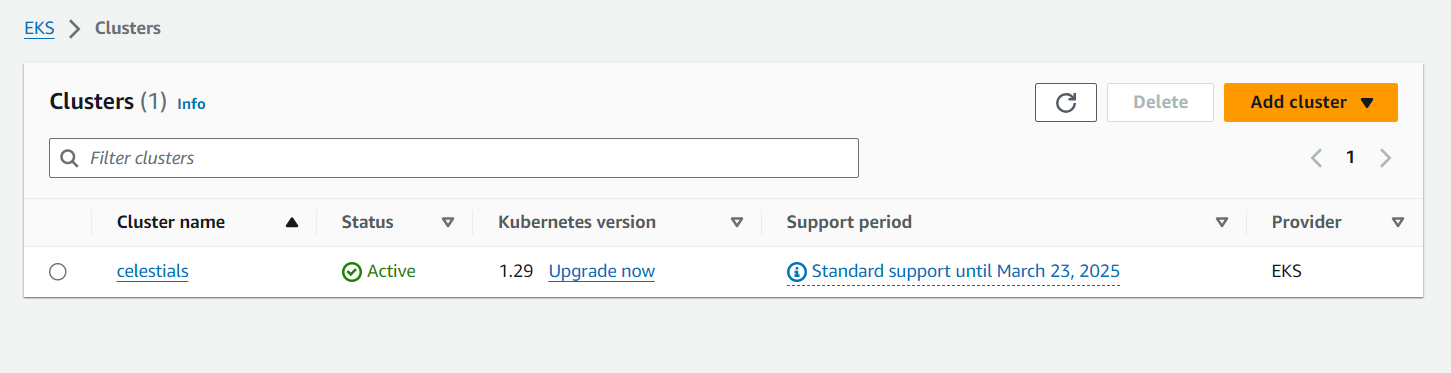 EKS > Clusters
Clusters (1) Info
Delete
Add cluster
Filter clusters
1
Cluster name Status Kubernetes version Support period Provider
celestials Active 1.29 Upgrade now Standard support until March 23, 2025 EKS